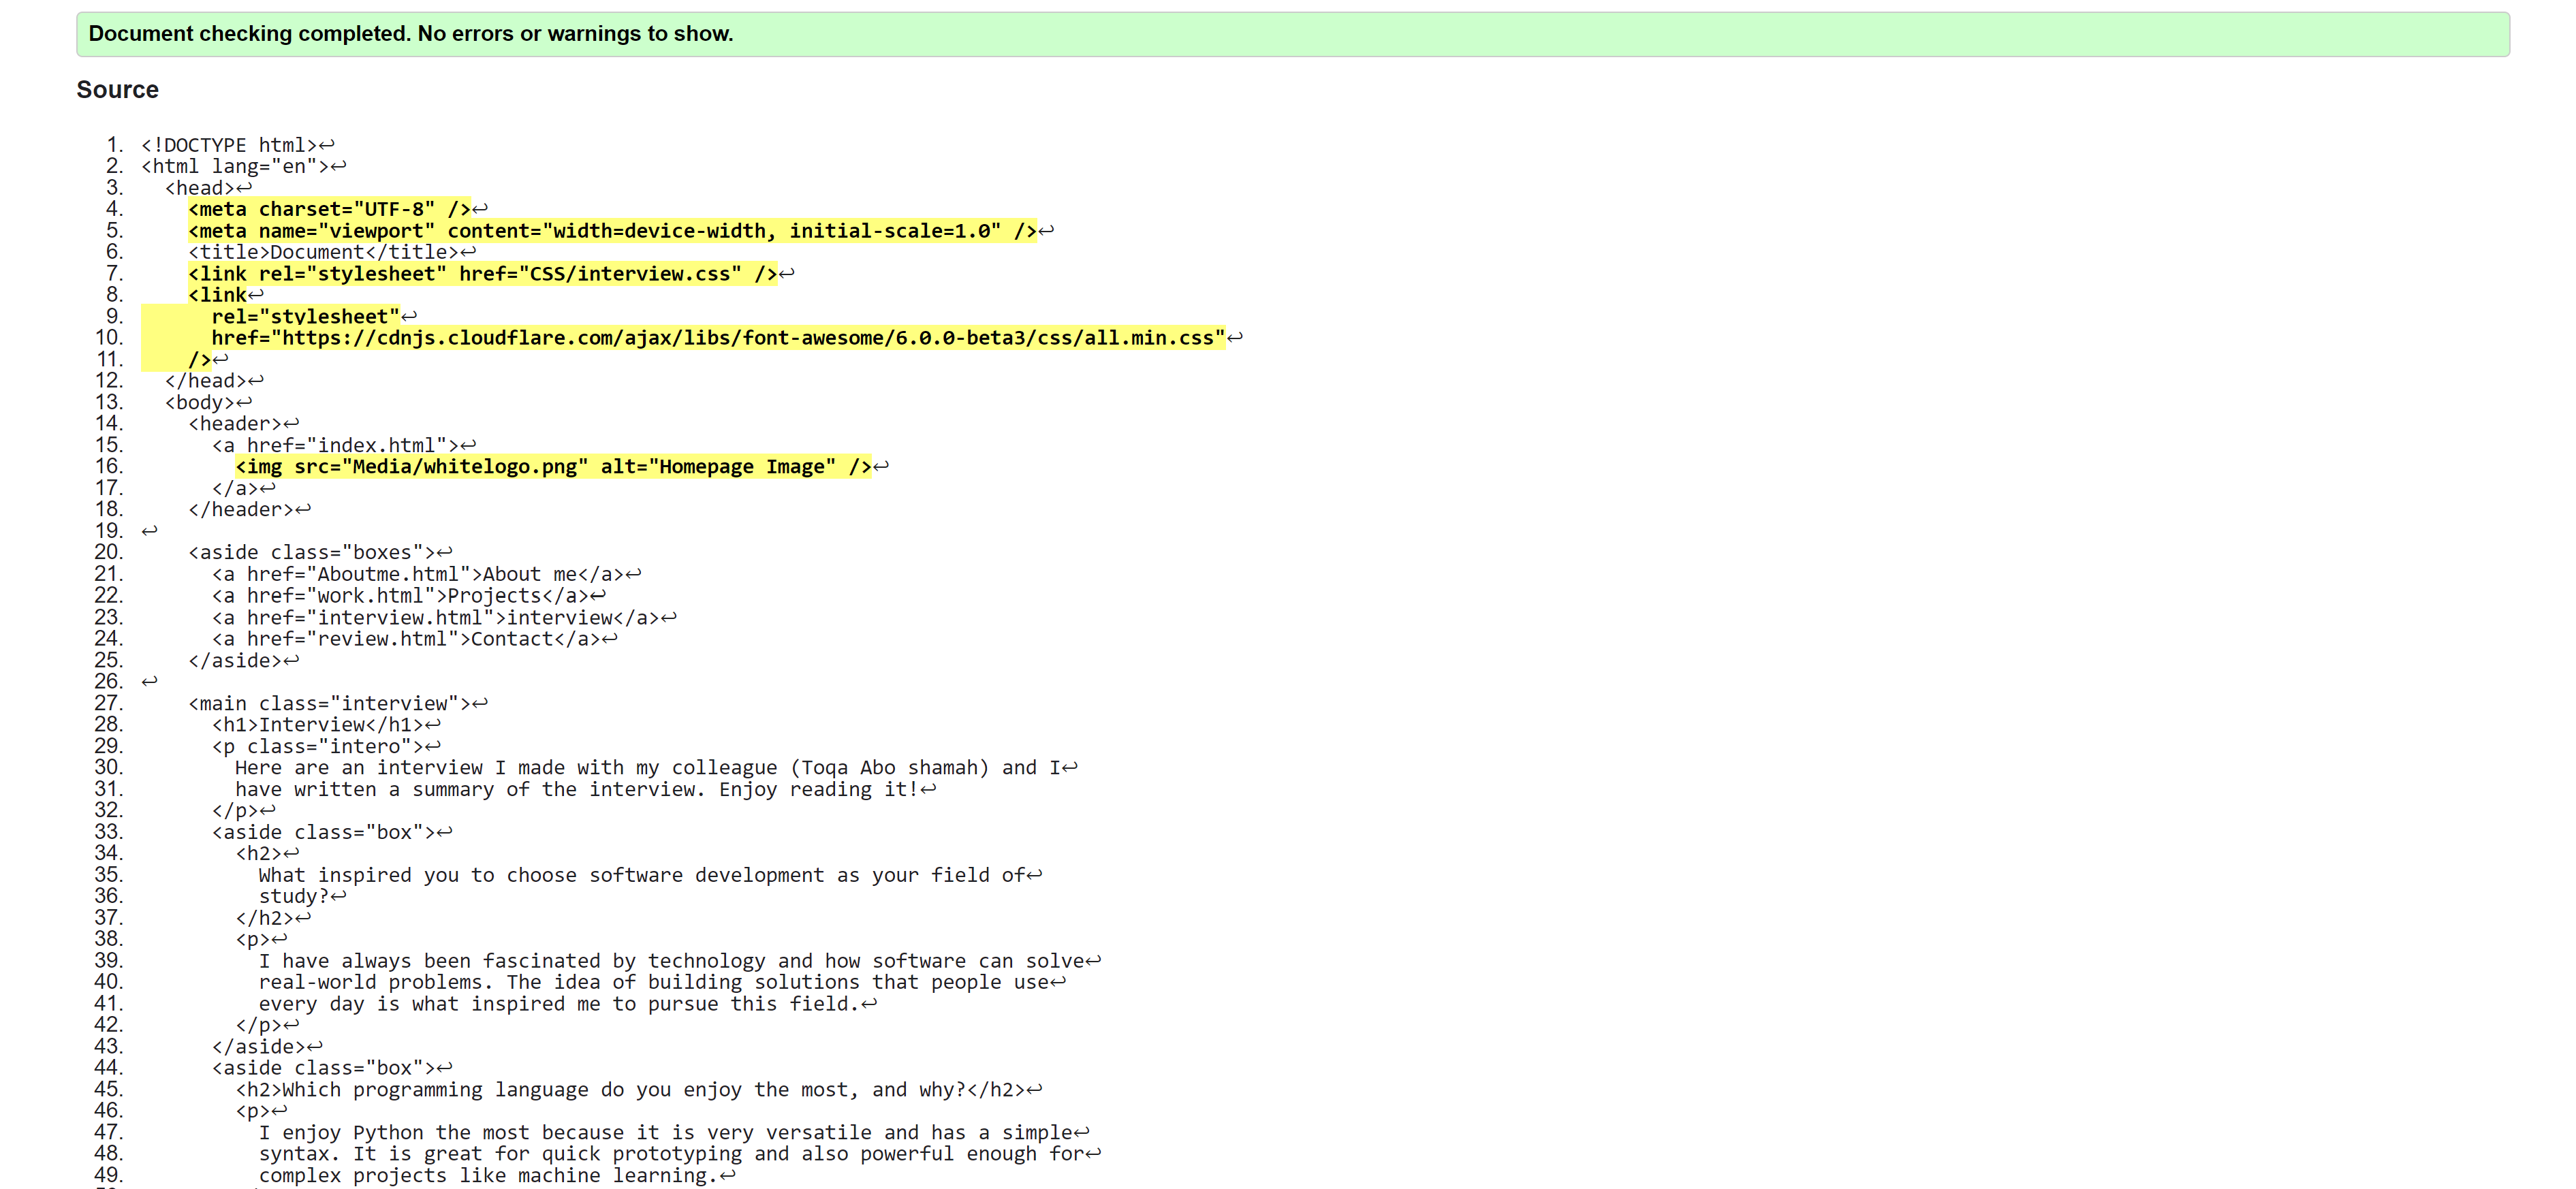 Document checking completed. No errors or warnings to show.
Source
1. <!DOCTYPE html>↩
2. <html lang="en">↩
3.   <head>↩
4.     <meta charset="UTF-8" />↩
5.     <meta name="viewport" content="width=device-width, initial-scale=1.0" />↩
6.     <title>Document</title>↩
7.     <link rel="stylesheet" href="CSS/interview.css" />↩
8.     <link↩
9.       rel="stylesheet"↩
10.       href="https://cdnjs.cloudflare.com/ajax/libs/font-awesome/6.0.0-beta3/css/all.min.css"↩
11.     />↩
12.   </head>↩
13.   <body>↩
14.     <header>↩
15.       <a href="index.html">↩
16.         <img src="Media/whitelogo.png" alt="Homepage Image" />↩
17.       </a>↩
18.     </header>↩
19. ↩
20.     <aside class="boxes">↩
21.       <a href="Aboutme.html">About me</a>↩
22.       <a href="work.html">Projects</a>↩
23.       <a href="interview.html">interview</a>↩
24.       <a href="review.html">Contact</a>↩
25.     </aside>↩
26. ↩
27.     <main class="interview">↩
28.       <h1>Interview</h1>↩
29.       <p class="intero">↩
30.         Here are an interview I made with my colleague (Toqa Abo shamah) and I↩
31.         have written a summary of the interview. Enjoy reading it!↩
32.       </p>↩
33.       <aside class="box">↩
34.         <h2>↩
35.           What inspired you to choose software development as your field of↩
36.           study?↩
37.         </h2>↩
38.         <p>↩
39.           I have always been fascinated by technology and how software can solve↩
40.           real-world problems. The idea of building solutions that people use↩
41.           every day is what inspired me to pursue this field.↩
42.         </p>↩
43.       </aside>↩
44.       <aside class="box">↩
45.         <h2>Which programming language do you enjoy the most, and why?</h2>↩
46.         <p>↩
47.           I enjoy Python the most because it is very versatile and has a simple↩
48.           syntax. It is great for quick prototyping and also powerful enough for↩
49.           complex projects like machine learning.↩